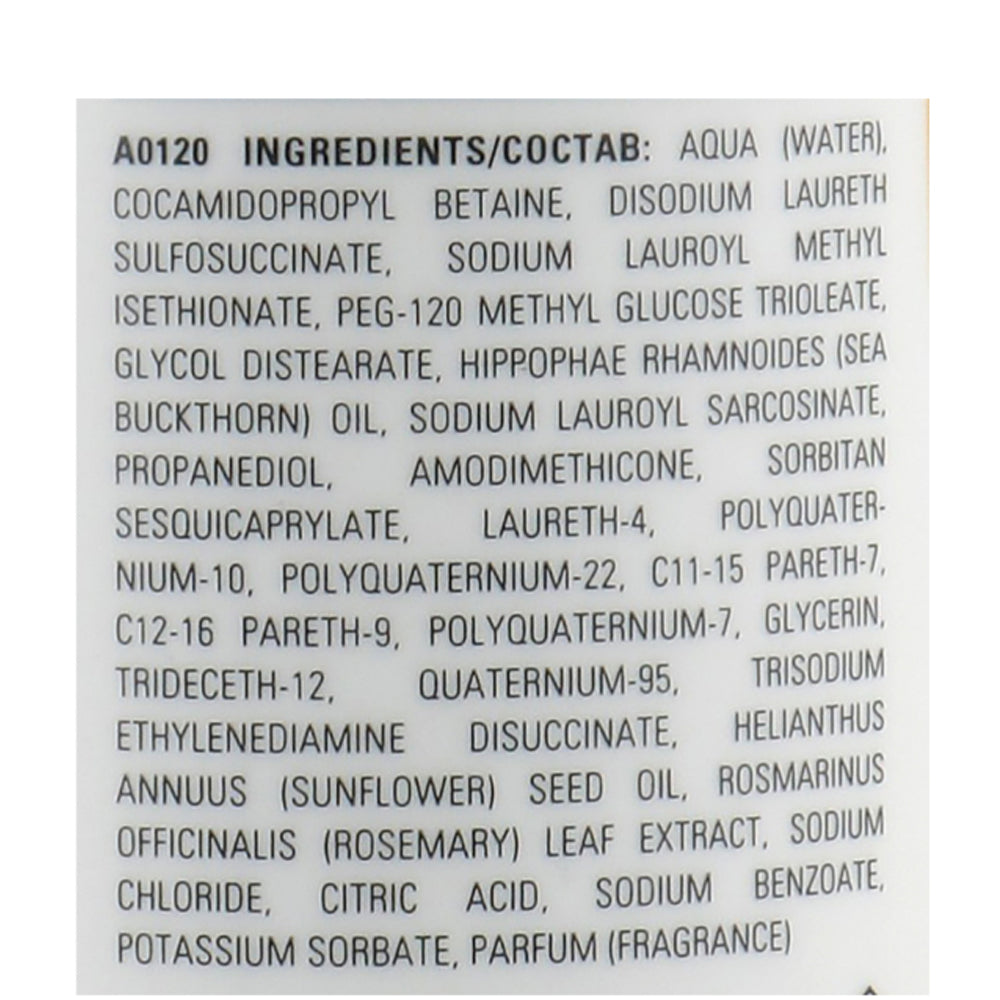 A0120 INGREDIENTS/СОСТАВ: AQUA (WATER),
COCAMIDOPROPYL BETAINE, DISODIUM LAURETH
SULFOSUCCINATE, SODIUM LAUROYL METHYL
ISETHIONATE, PEG-120 METHYL GLUCOSE TRIOLEATE,
GLYCOL DISTEARATE, HIPPOPHAE RHAMNOIDES (SEA
BUCKTHORN) OIL, SODIUM LAUROYL SARCOSINATE,
PROPANEDIOL, AMODIMETHICONE, SORBITAN
SESQUICAPRYLATE, LAURETH-4, POLYQUATER-
NIUM-10, POLYQUATERNIUM-22, C11-15 PARETH-7,
C12-16 PARETH-9, POLYQUATERNIUM-7, GLYCERIN,
TRIDECETH-12, QUATERNIUM-95, TRISODIUM
ETHYLENEDIAMINE DISUCCINATE, HELIANTHUS
ANNUUS (SUNFLOWER) SEED OIL, ROSMARINUS
OFFICINALIS (ROSEMARY) LEAF EXTRACT, SODIUM
CHLORIDE, CITRIC ACID, SODIUM BENZOATE,
POTASSIUM SORBATE, PARFUM (FRAGRANCE)